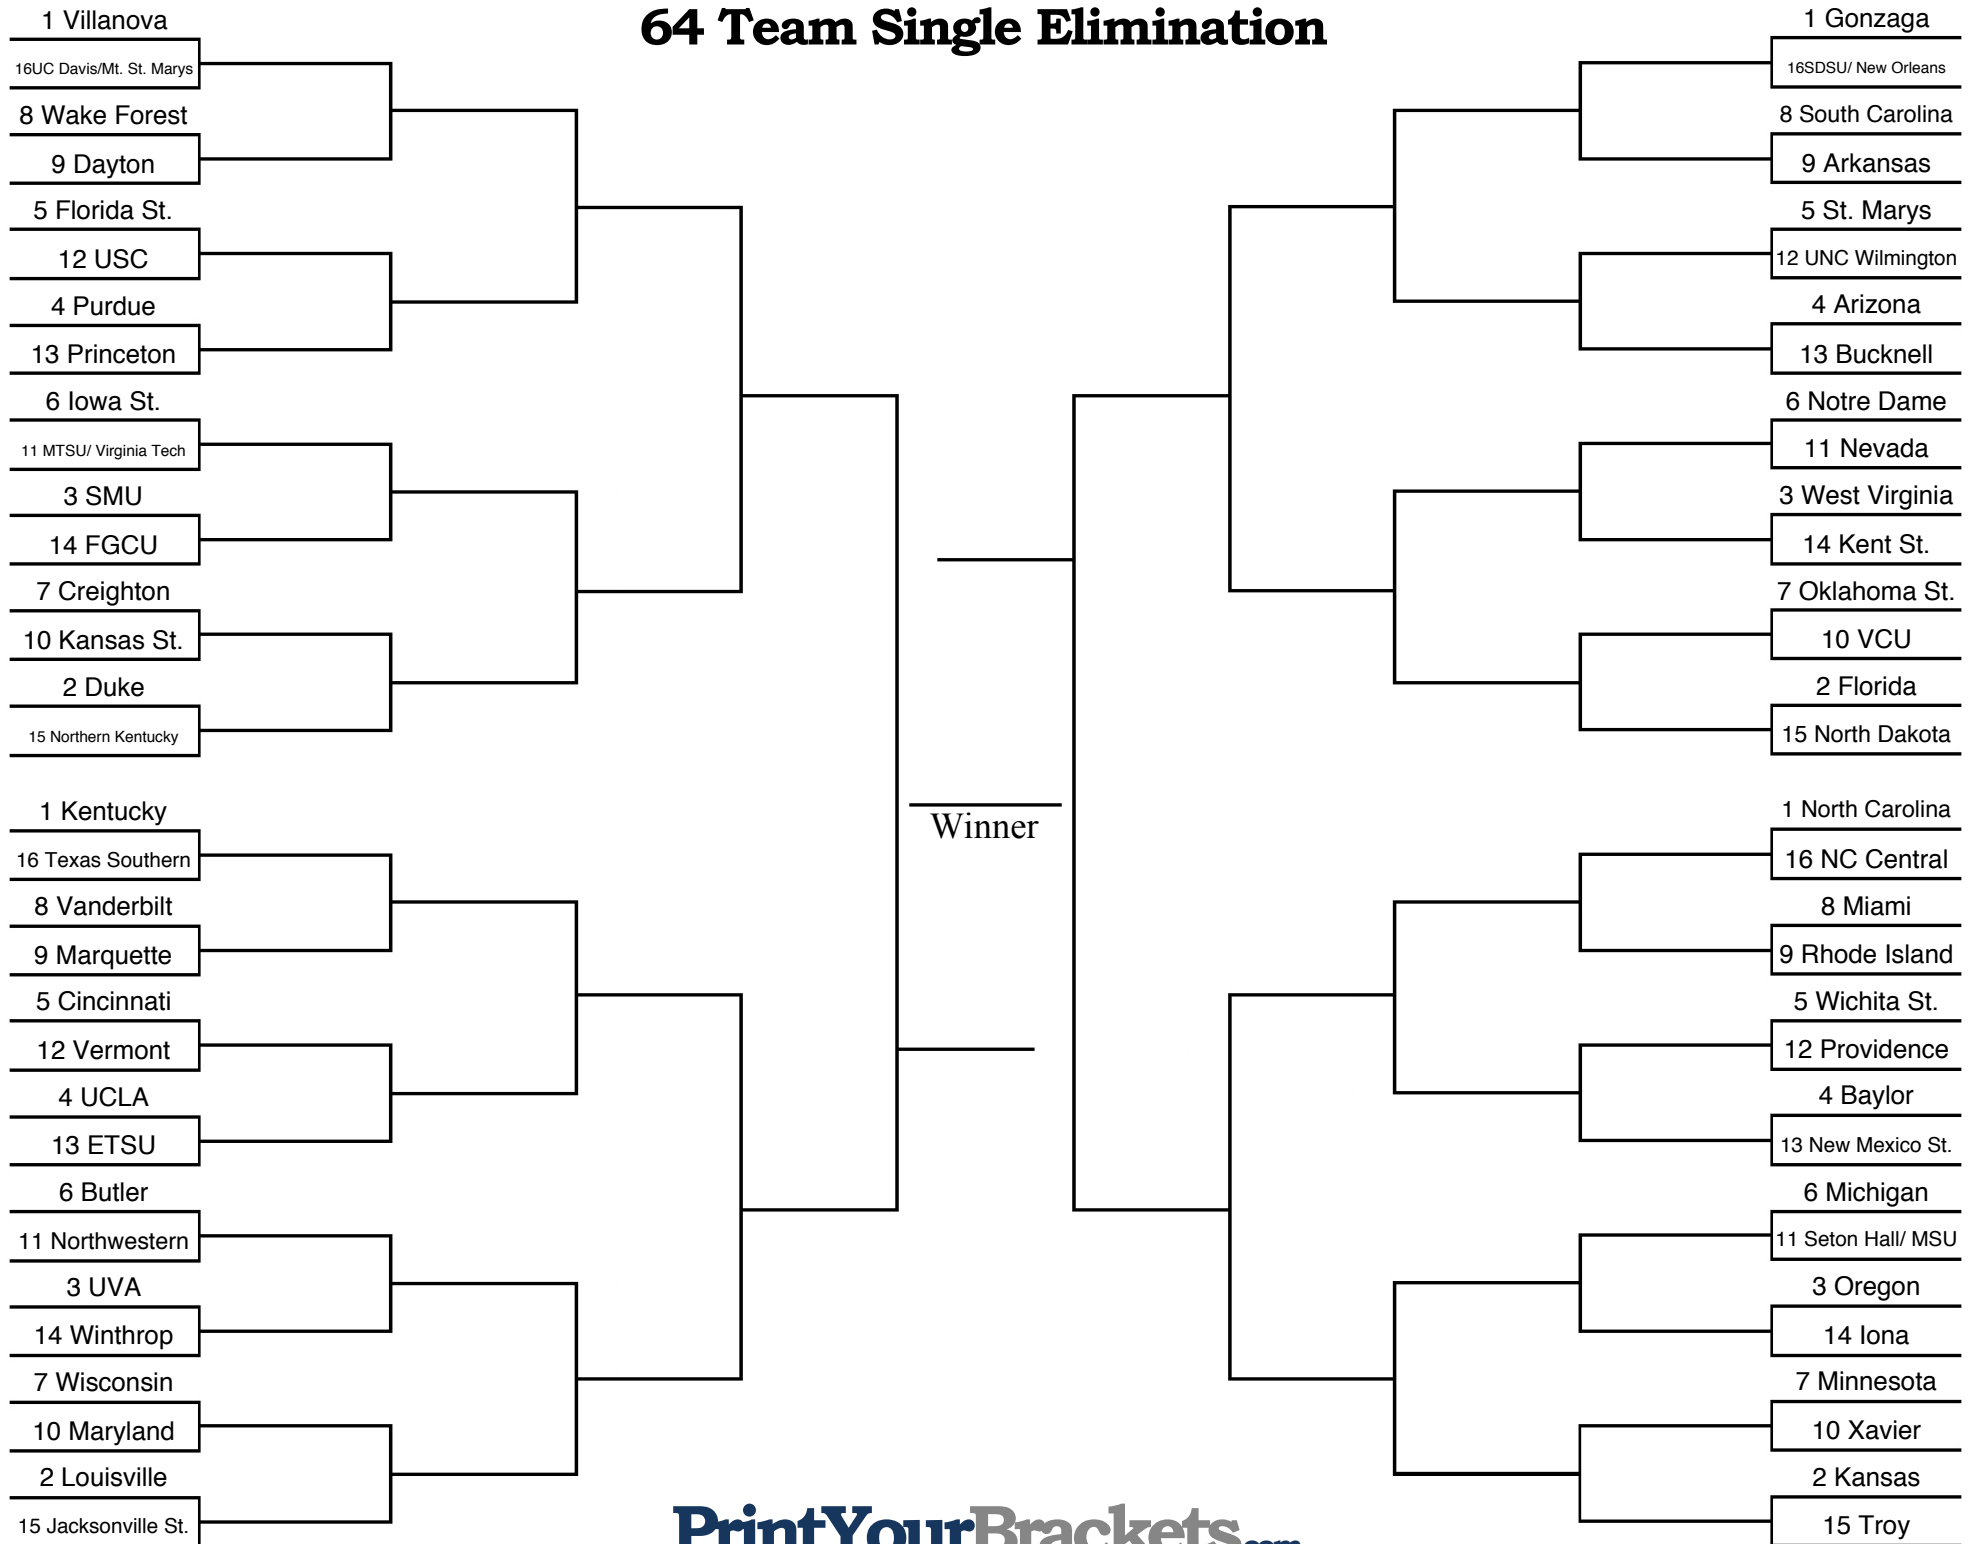 64 Team Single Elimination
1 Villanova
16UC Davis/Mt. St. Marys
8 Wake Forest
9 Dayton
5 Florida St.
12 USC
4 Purdue
13 Princeton
6 Iowa St.
11 MTSU/ Virginia Tech
3 SMU
14 FGCU
7 Creighton
10 Kansas St.
2 Duke
15 Northern Kentucky
1 Kentucky
16 Texas Southern
8 Vanderbilt
9 Marquette
5 Cincinnati
12 Vermont
4 UCLA
13 ETSU
6 Butler
11 Northwestern
3 UVA
14 Winthrop
7 Wisconsin
10 Maryland
2 Louisville
15 Jacksonville St.
Winner
1 Gonzaga
16SDSU/ New Orleans
8 South Carolina
9 Arkansas
5 St. Marys
12 UNC Wilmington
4 Arizona
13 Bucknell
6 Notre Dame
11 Nevada
3 West Virginia
14 Kent St.
7 Oklahoma St.
10 VCU
2 Florida
15 North Dakota
1 North Carolina
16 NC Central
8 Miami
9 Rhode Island
5 Wichita St.
12 Providence
4 Baylor
13 New Mexico St.
6 Michigan
11 Seton Hall/ MSU
3 Oregon
14 Iona
7 Minnesota
10 Xavier
2 Kansas
15 Troy
PrintYourBrackets.com